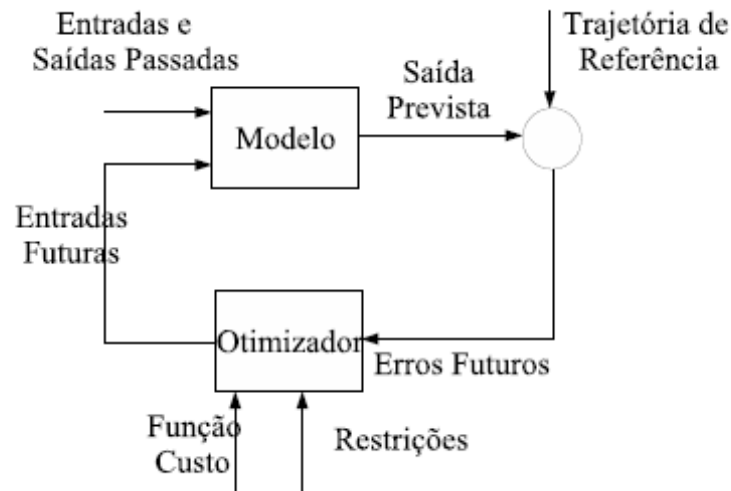 Entradas e
Saídas Passadas
Trajetória de
Referência
Saída
Prevista
Modelo
Entradas
Futuras
Otimizador
Erros Futuros
Função
Custo
Restrições